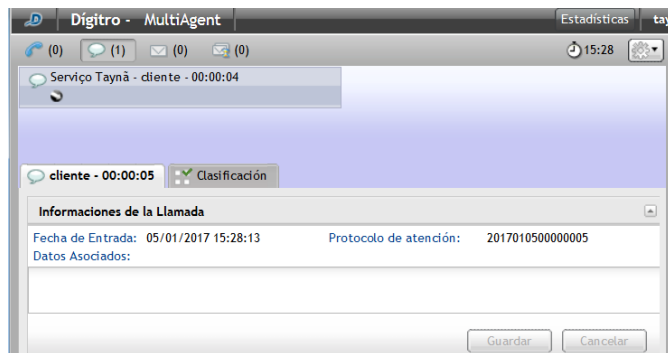 Dígitro - MultiAgent Estadísticas tay
(0) (1) (0) (0) 15:28
Serviço Taynã - cliente - 00:00:04
cliente - 00:00:05 Clasificación
Informaciones de la Llamada
Fecha de Entrada: 05/01/2017 15:28:13 Protocolo de atención: 2017010500000005
Datos Asociados:
Guardar Cancelar